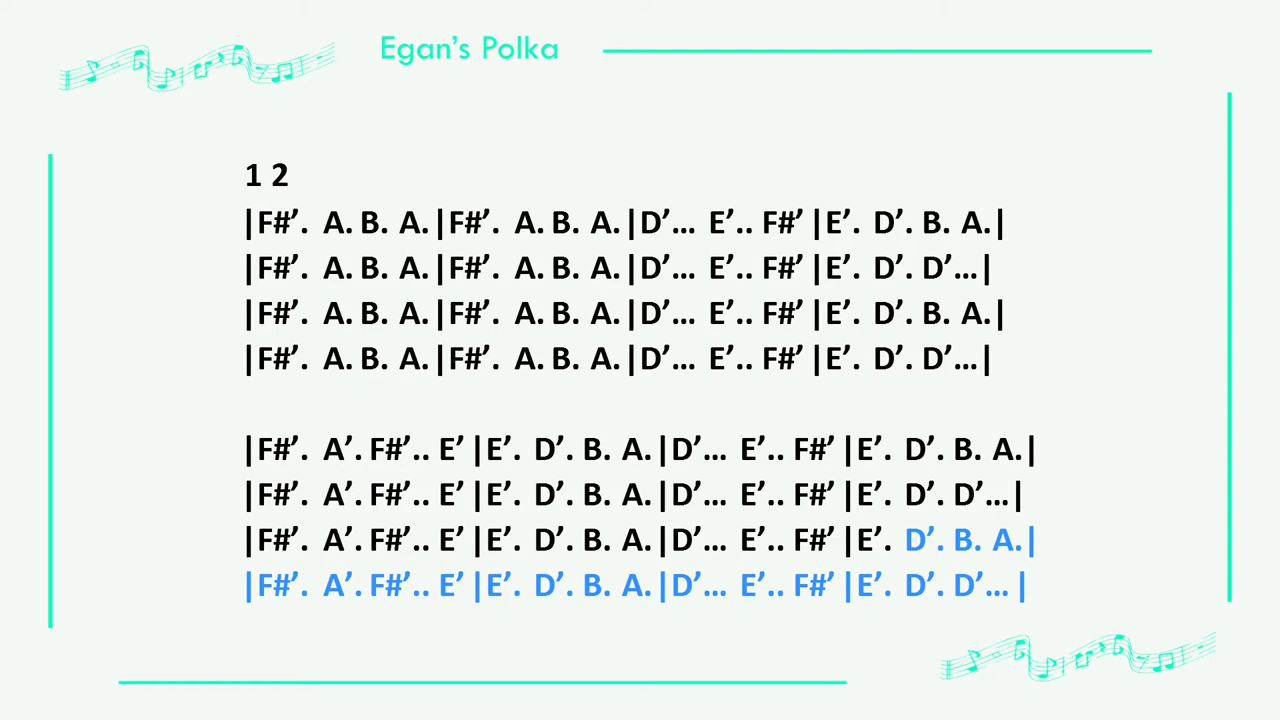 Egan’s Polka
1 2
|F#’. A. B. A.|F#’. A. B. A.|D’... E’.. F#’|E’. D’. B. A.|
|F#’. A. B. A.|F#’. A. B. A.|D’... E’.. F#’|E’. D’. D’...|
|F#’. A. B. A.|F#’. A. B. A.|D’... E’.. F#’|E’. D’. B. A.|
|F#’. A. B. A.|F#’. A. B. A.|D’... E’.. F#’|E’. D’. D’...|
|F#’. A’. F#’.. E’|E’. D’. B. A.|D’... E’.. F#’|E’. D’. B. A.|
|F#’. A’. F#’.. E’|E’. D’. B. A.|D’... E’.. F#’|E’. D’. D’...|
|F#’. A’. F#’.. E’|E’. D’. B. A.|D’... E’.. F#’|E’. D’. B. A.|
|F#’. A’. F#’.. E’|E’. D’. B. A.|D’... E’.. F#’|E’. D’. D’... |